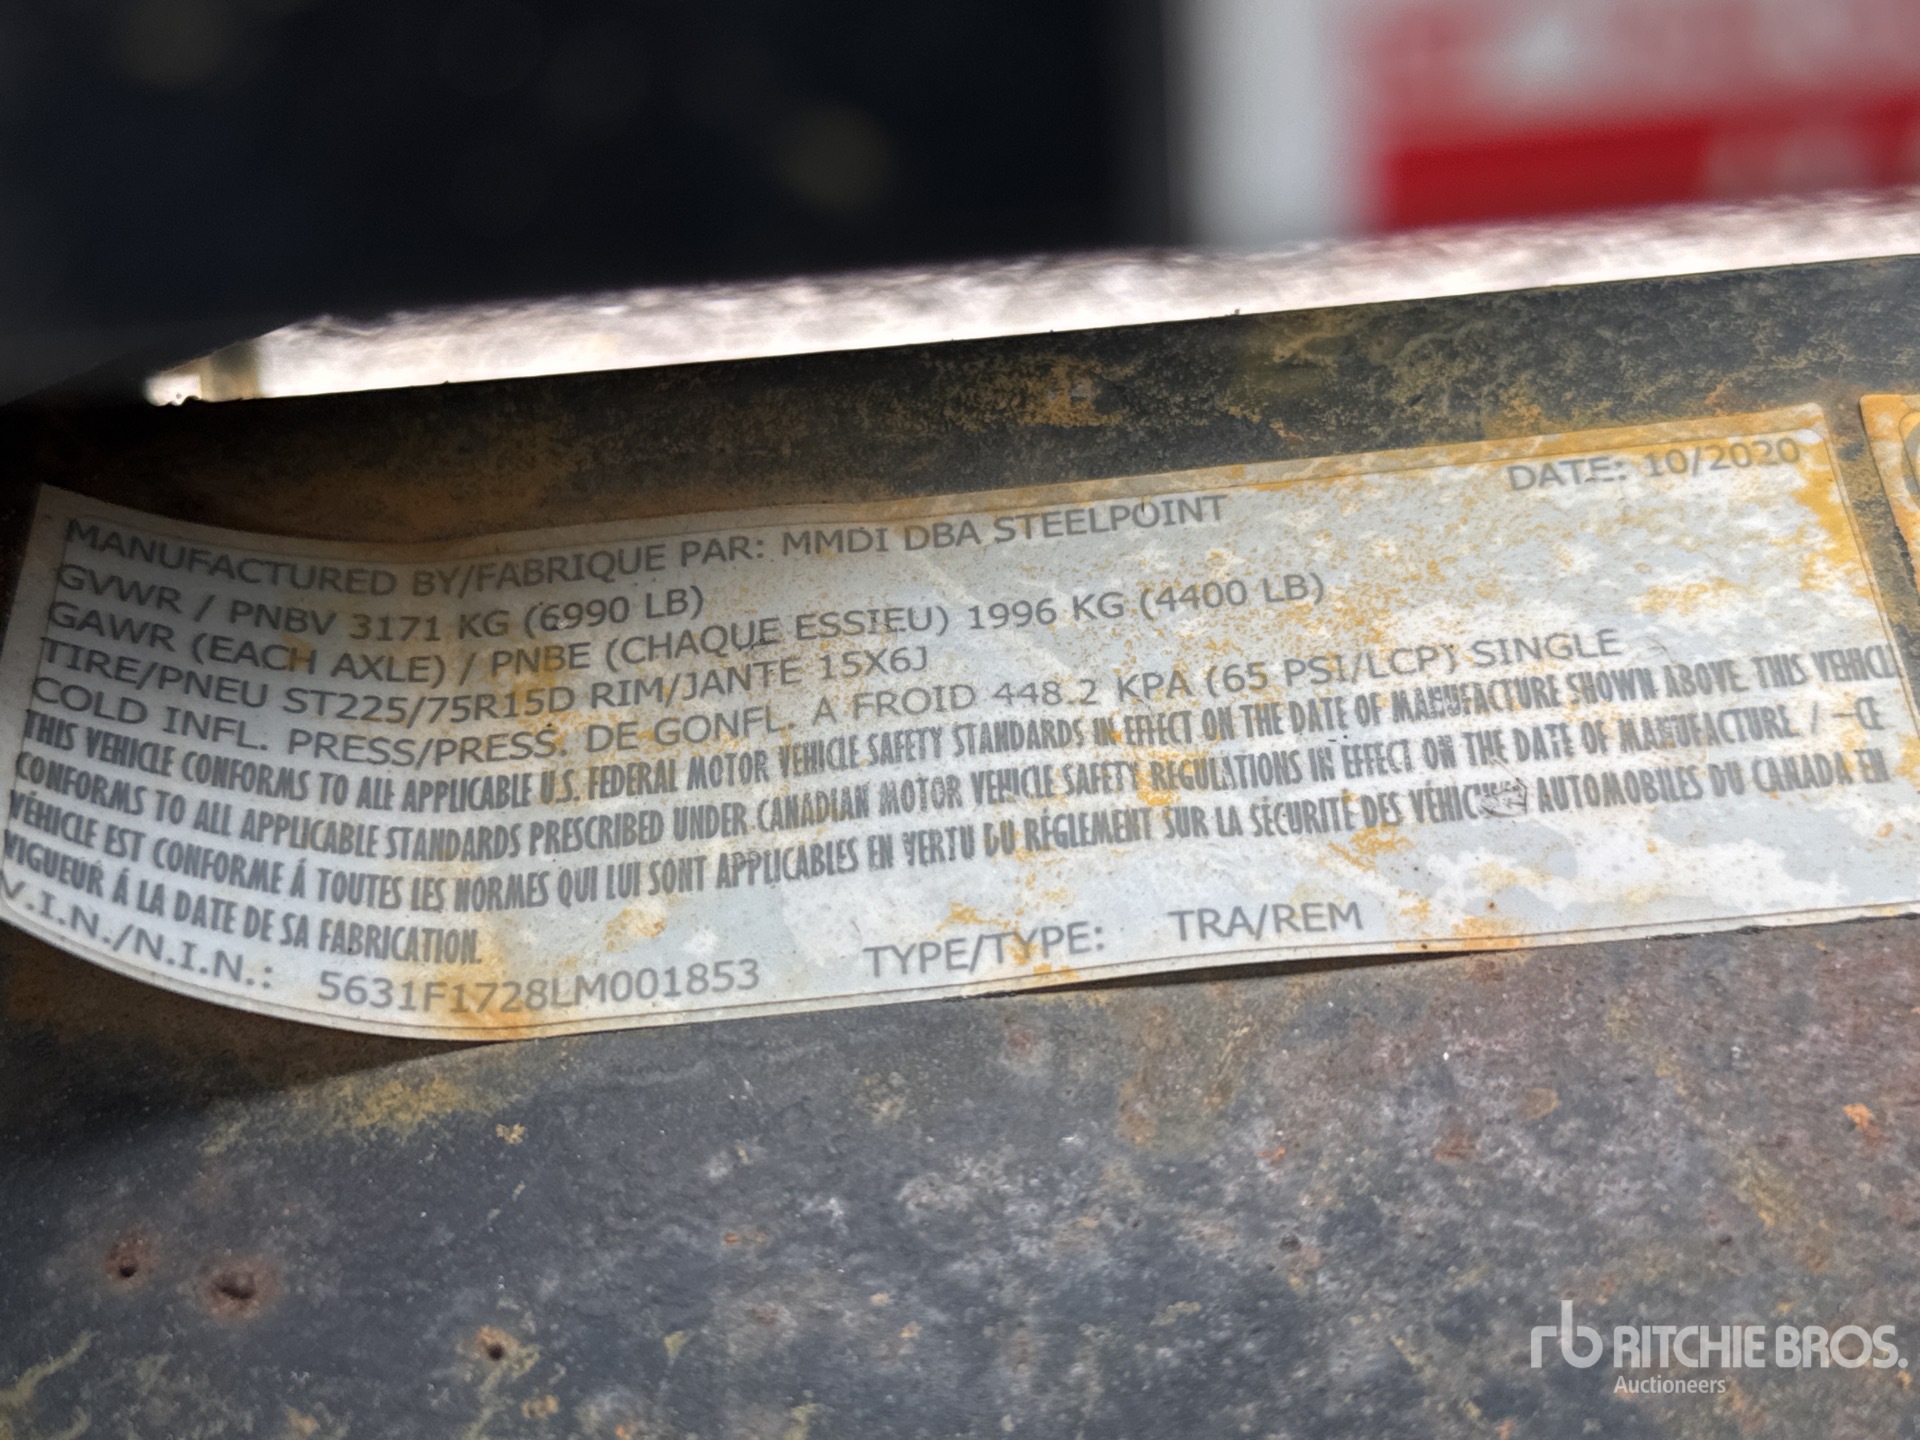 DATE: 10/2020
MANUFACTURED BY/FABRIQUE PAR: MMDI DBA STEELPOINT
GVWR / PNBV 3171 KG (6990 LB)
GAWR (EACH AXLE) / PNBE (CHAQUE ESSIEU) 1996 KG (4400 LB)
TIRE/PNEU ST225/75R15D RIM/JANTE 15X6J
COLD INFL. PRESS/PRESS. DE GONFL. A FROID 448.2 KPA (65 PSI/LCP) SINGLE
THIS VEHICLE CONFORMS TO ALL APPLICABLE U.S. FEDERAL MOTOR VEHICLE SAFETY STANDARDS IN EFFECT ON THE DATE OF MANUFACTURE SHOWN ABOVE. THIS VEHICLE
CONFORMS TO ALL APPLICABLE STANDARDS PRESCRIBED UNDER CANADIAN MOTOR VEHICLE SAFETY REGULATIONS IN EFFECT ON THE DATE OF MANUFACTURE / –CE
VÉHICLE EST CONFORME Á TOUTES LES NORMES QUI LUI SONT APPLICABLES EN VERTU DU RÉGLEMENT SUR LA SÉCURITÉ DES AUTOMOBILES DU CANADA EN
VIGUEUR Á LA DATE DE SA FABRICATION.
V.I.N./N.I.N.: 5631F1728LM001853 TYPE/TYPE: TRA/REM
rb RITCHIE BROS.
Auctioneers